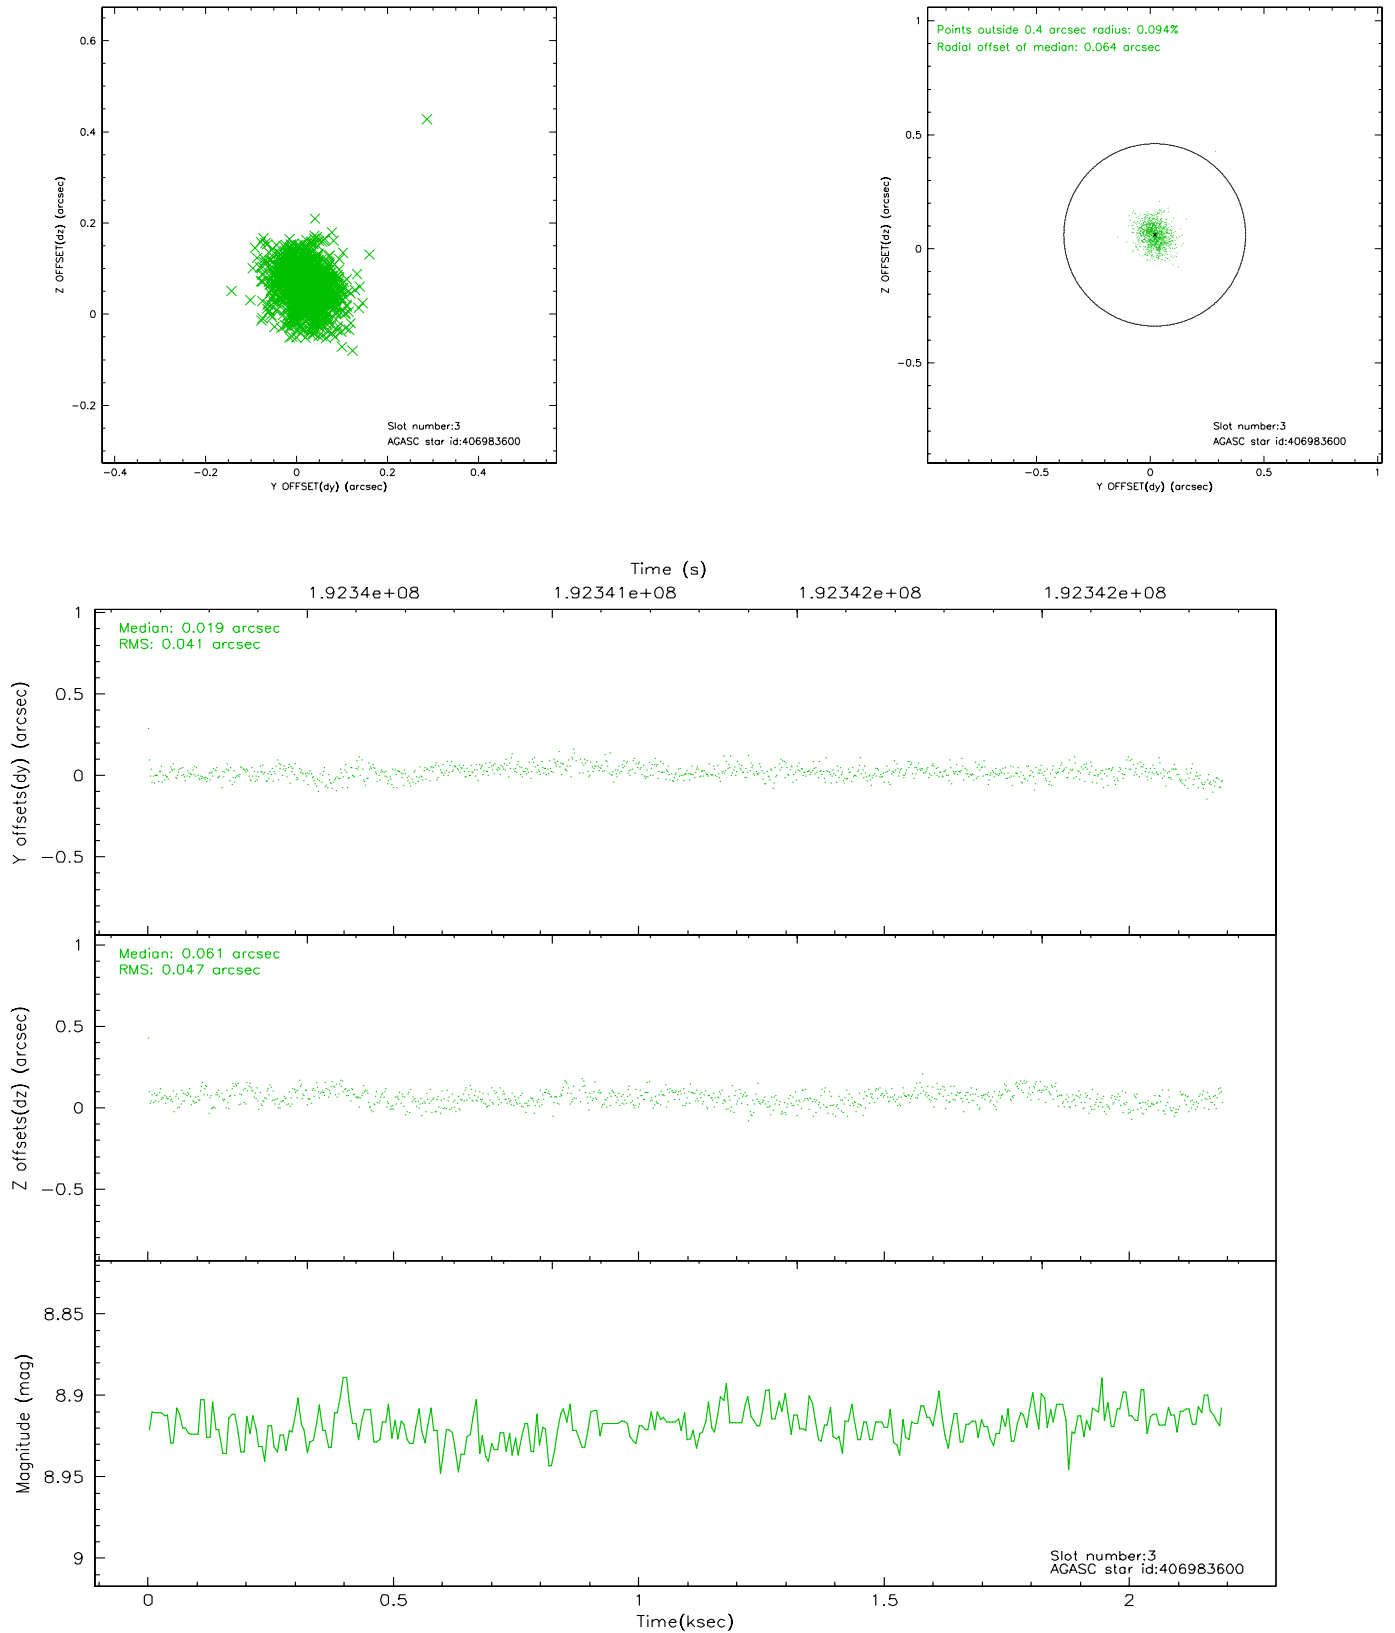 0.6
0.4
0.2
0
−0.2
Z OFFSET(dz) (arcsec)
Slot number:3
AGASC star id:406983600
−0.4 −0.2 0 0.2 0.4
Y OFFSET(dy) (arcsec)
Points outside 0.4 arcsec radius: 0.094%
Radial offset of median: 0.064 arcsec
1
0.5
0
−0.5
Z OFFSET(dz) (arcsec)
Slot number:3
AGASC star id:406983600
−0.5 0 0.5 1
Y OFFSET(dy) (arcsec)
Time (s)
1.9234e+08 1.92341e+08 1.92342e+08 1.92342e+08
Median: 0.019 arcsec
RMS: 0.041 arcsec
1
0.5
0
−0.5
Y offsets(dy) (arcsec)
Median: 0.061 arcsec
RMS: 0.047 arcsec
1
0.5
0
−0.5
Z offsets(dz) (arcsec)
8.85
8.9
8.95
9
Magnitude (mag)
Slot number:3
AGASC star id:406983600
0 0.5 1 1.5 2
Time(ksec)